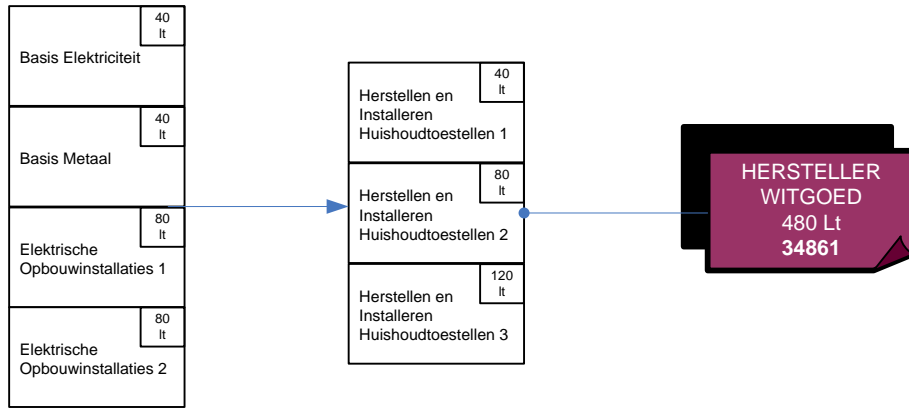 40
lt
Basis Elektriciteit
40
lt
Basis Metaal
80
lt
Elektrische
Opbouwinstallaties 1
80
lt
Elektrische
Opbouwinstallaties 2
40
lt
Herstellen en
Installeren
Huishoudtoestellen 1
80
lt
Herstellen en
Installeren
Huishoudtoestellen 2
120
lt
Herstellen en
Installeren
Huishoudtoestellen 3
HERSTELLER
WITGOED
480 Lt
34861